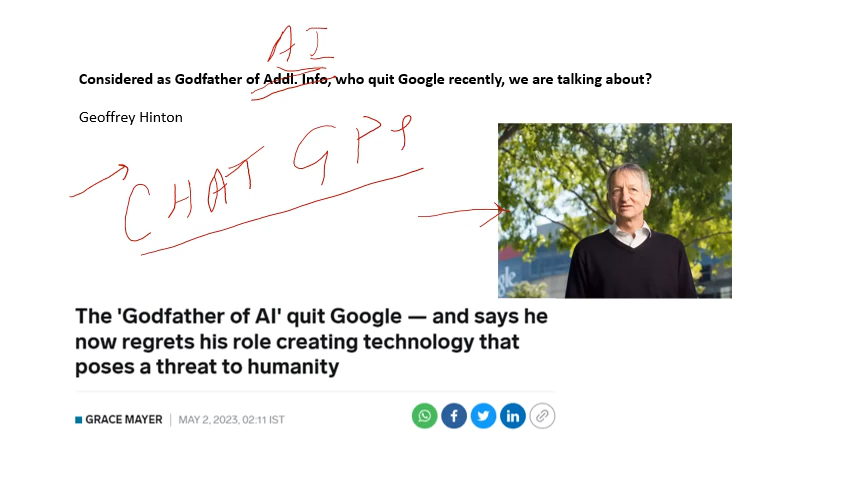 AI
Considered as Godfather of Addl. Info, who quit Google recently, we are talking about?
Geoffrey Hinton
CHAT GPT
gle
The 'Godfather of AI' quit Google — and says he
now regrets his role creating technology that
poses a threat to humanity
GRACE MAYER | MAY 2, 2023, 02:11 IST